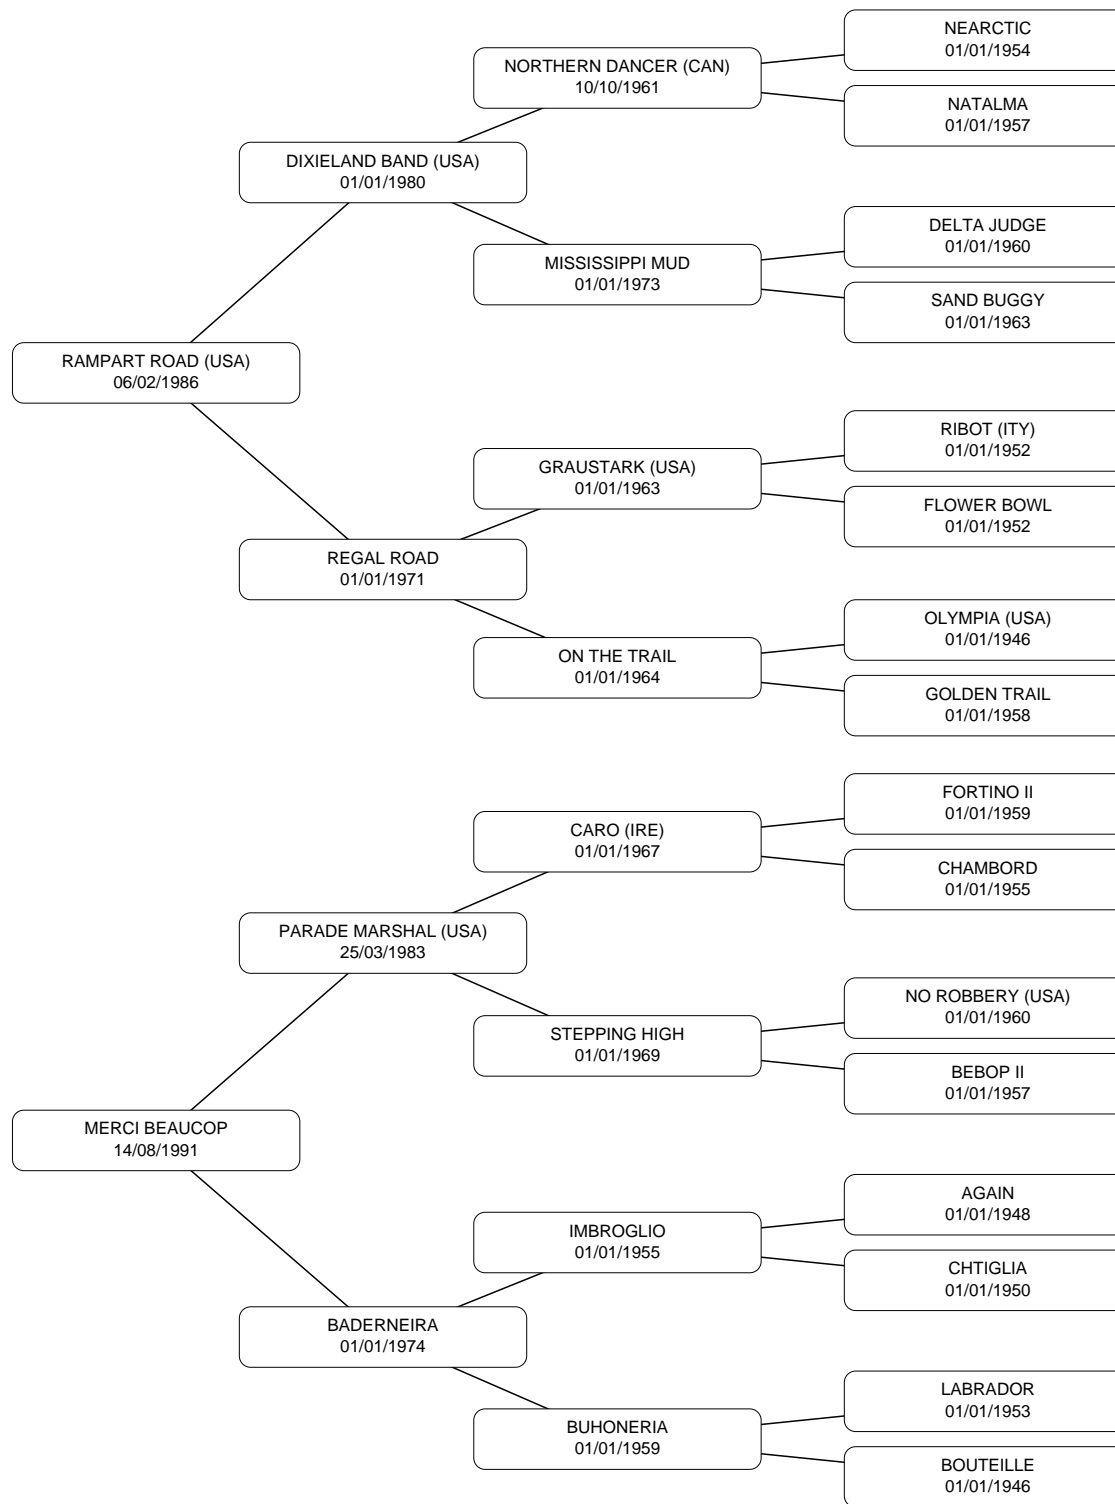 NEARCTIC
01/01/1954
NORTHERN DANCER (CAN)
10/10/1961
NATALMA
01/01/1957
DIXIELAND BAND (USA)
01/01/1980
DELTA JUDGE
01/01/1960
MISSISSIPPI MUD
01/01/1973
SAND BUGGY
01/01/1963
RAMPART ROAD (USA)
06/02/1986
RIBOT (ITY)
01/01/1952
GRAUSTARK (USA)
01/01/1963
FLOWER BOWL
01/01/1952
REGAL ROAD
01/01/1971
OLYMPIA (USA)
01/01/1946
ON THE TRAIL
01/01/1964
GOLDEN TRAIL
01/01/1958
FORTINO II
01/01/1959
CARO (IRE)
01/01/1967
CHAMBORD
01/01/1955
PARADE MARSHAL (USA)
25/03/1983
NO ROBBERY (USA)
01/01/1960
STEPPING HIGH
01/01/1969
BEBOP II
01/01/1957
MERCI BEAUCOP
14/08/1991
AGAIN
01/01/1948
IMBROGLIO
01/01/1955
CHTIGLIA
01/01/1950
BADERNEIRA
01/01/1974
LABRADOR
01/01/1953
BUHONERIA
01/01/1959
BOUTEILLE
01/01/1946